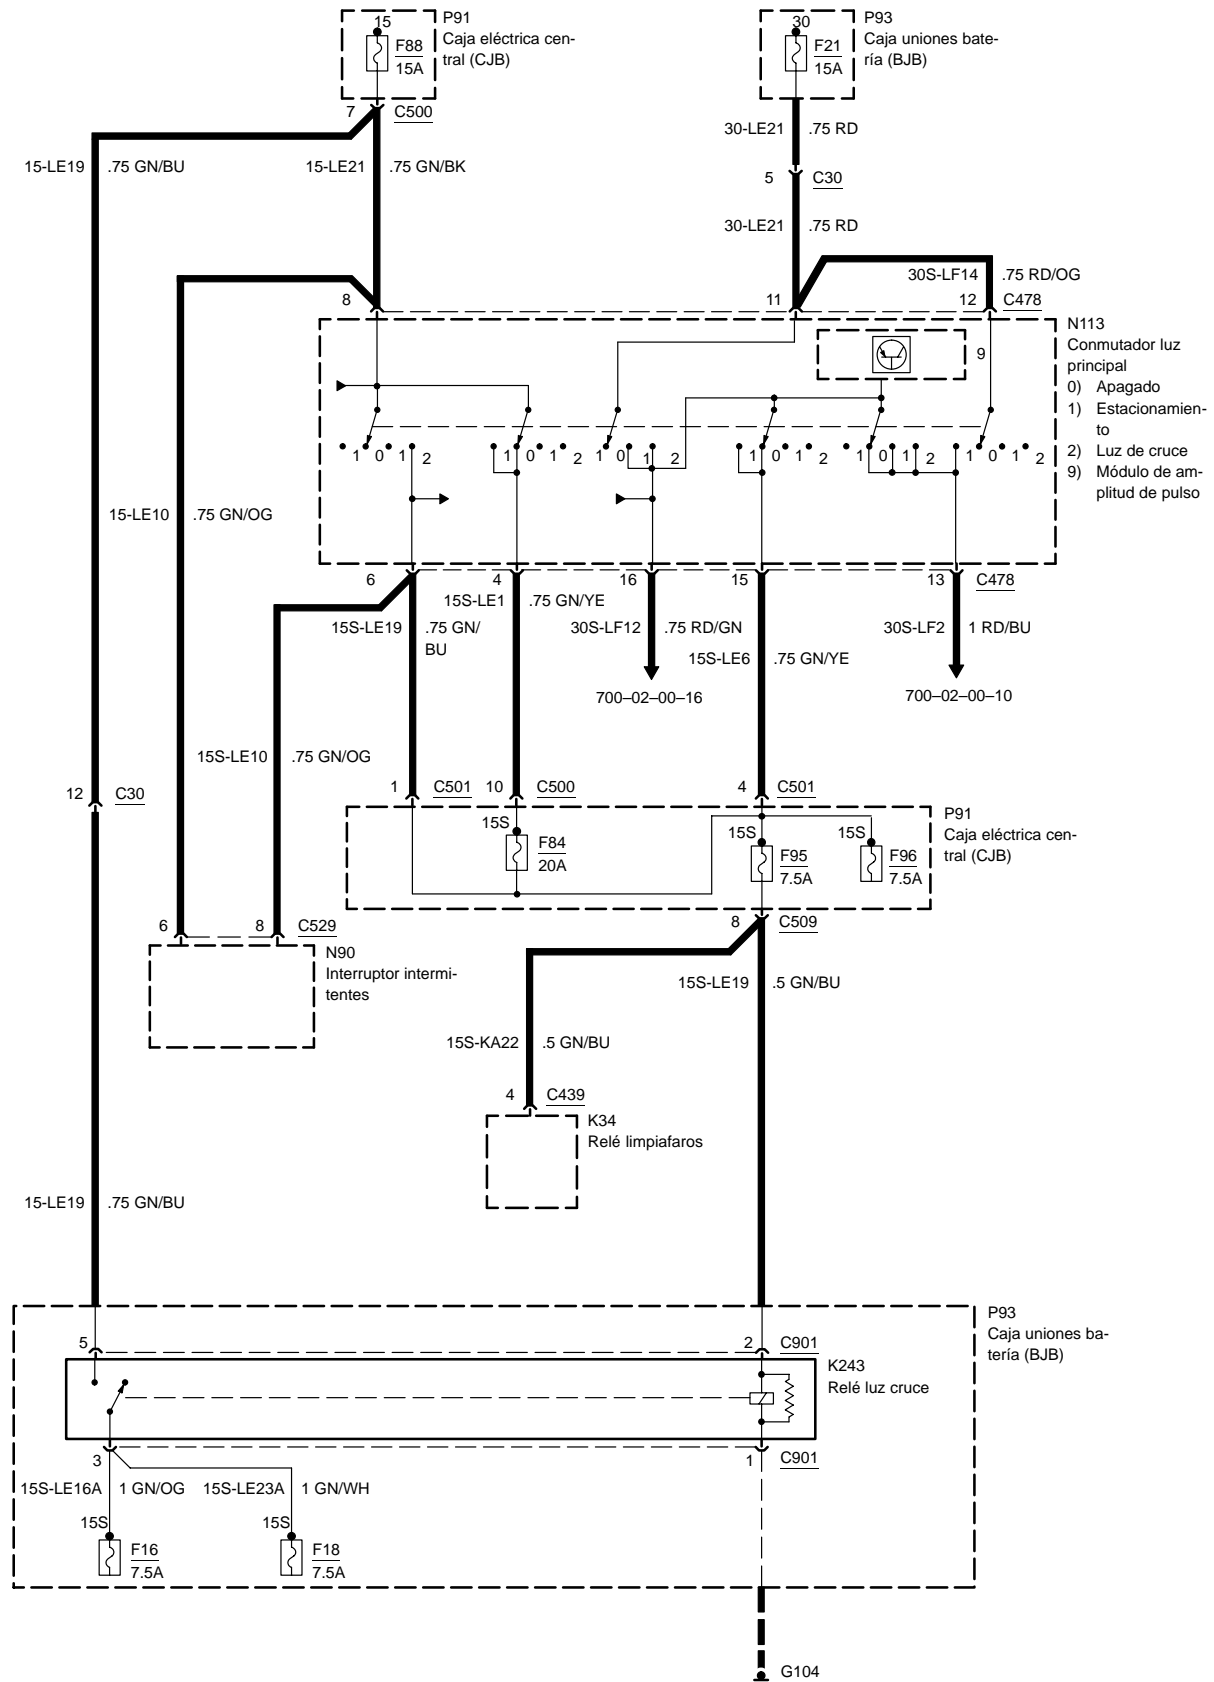 15
P91
Caja eléctrica cen-
tral (CJB)
F88
15A
30
P93
Caja uniones bate-
ría (BJB)
F21
15A
7
C500
30-LE21
.75 RD
15-LE19
.75 GN/BU
15-LE21
.75 GN/BK
5
C30
30-LE21
.75 RD
30S-LF14
.75 RD/OG
8
11
12
C478
N113
Conmutador luz
principal
0) Apagado
1) Estacionamien-
to
2) Luz de cruce
9) Módulo de am-
plitud de pulso
9
1 0 1 2
1 0 1 2
1 0 1 2
1 0 1 2
1 0 1 2
1 0 1 2
15-LE10
.75 GN/OG
6
4
16
15
13
C478
15S-LE1
.75 GN/YE
15S-LE19
.75 GN/
BU
30S-LF12
.75 RD/GN
30S-LF2
1 RD/BU
15S-LE6
.75 GN/YE
700–02–00–16
700–02–00–10
15S-LE10
.75 GN/OG
12
C30
1
C501
10
C500
4
C501
P91
Caja eléctrica cen-
tral (CJB)
15S
F84
20A
15S
F95
7.5A
15S
F96
7.5A
6
8
C529
8
C509
N90
Interruptor intermi-
tentes
15S-LE19
.5 GN/BU
15S-KA22
.5 GN/BU
4
C439
K34
Relé limpiafaros
15-LE19
.75 GN/BU
P93
Caja uniones ba-
tería (BJB)
5
2
C901
K243
Relé luz cruce
3
1
C901
15S-LE16A
1 GN/OG
15S-LE23A
1 GN/WH
15S
F16
7.5A
15S
F18
7.5A
G104